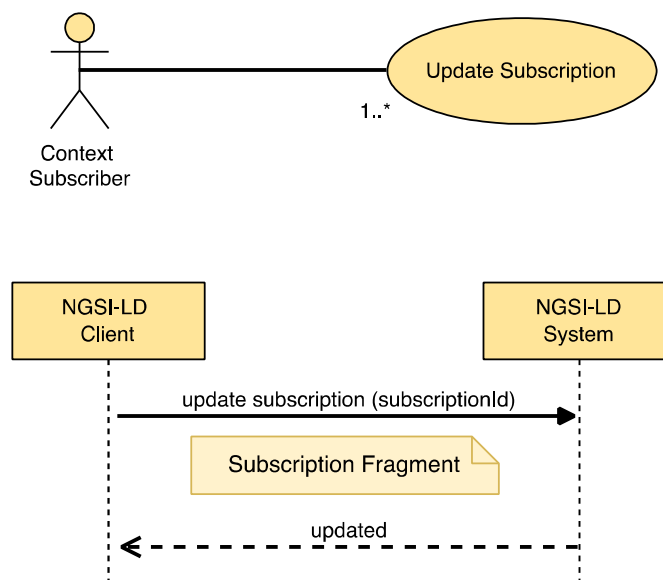 Update Subscription
1..*
Context
Subscriber
NGSI-LD
Client
NGSI-LD
System
update subscription (subscriptionId)
Subscription Fragment
updated